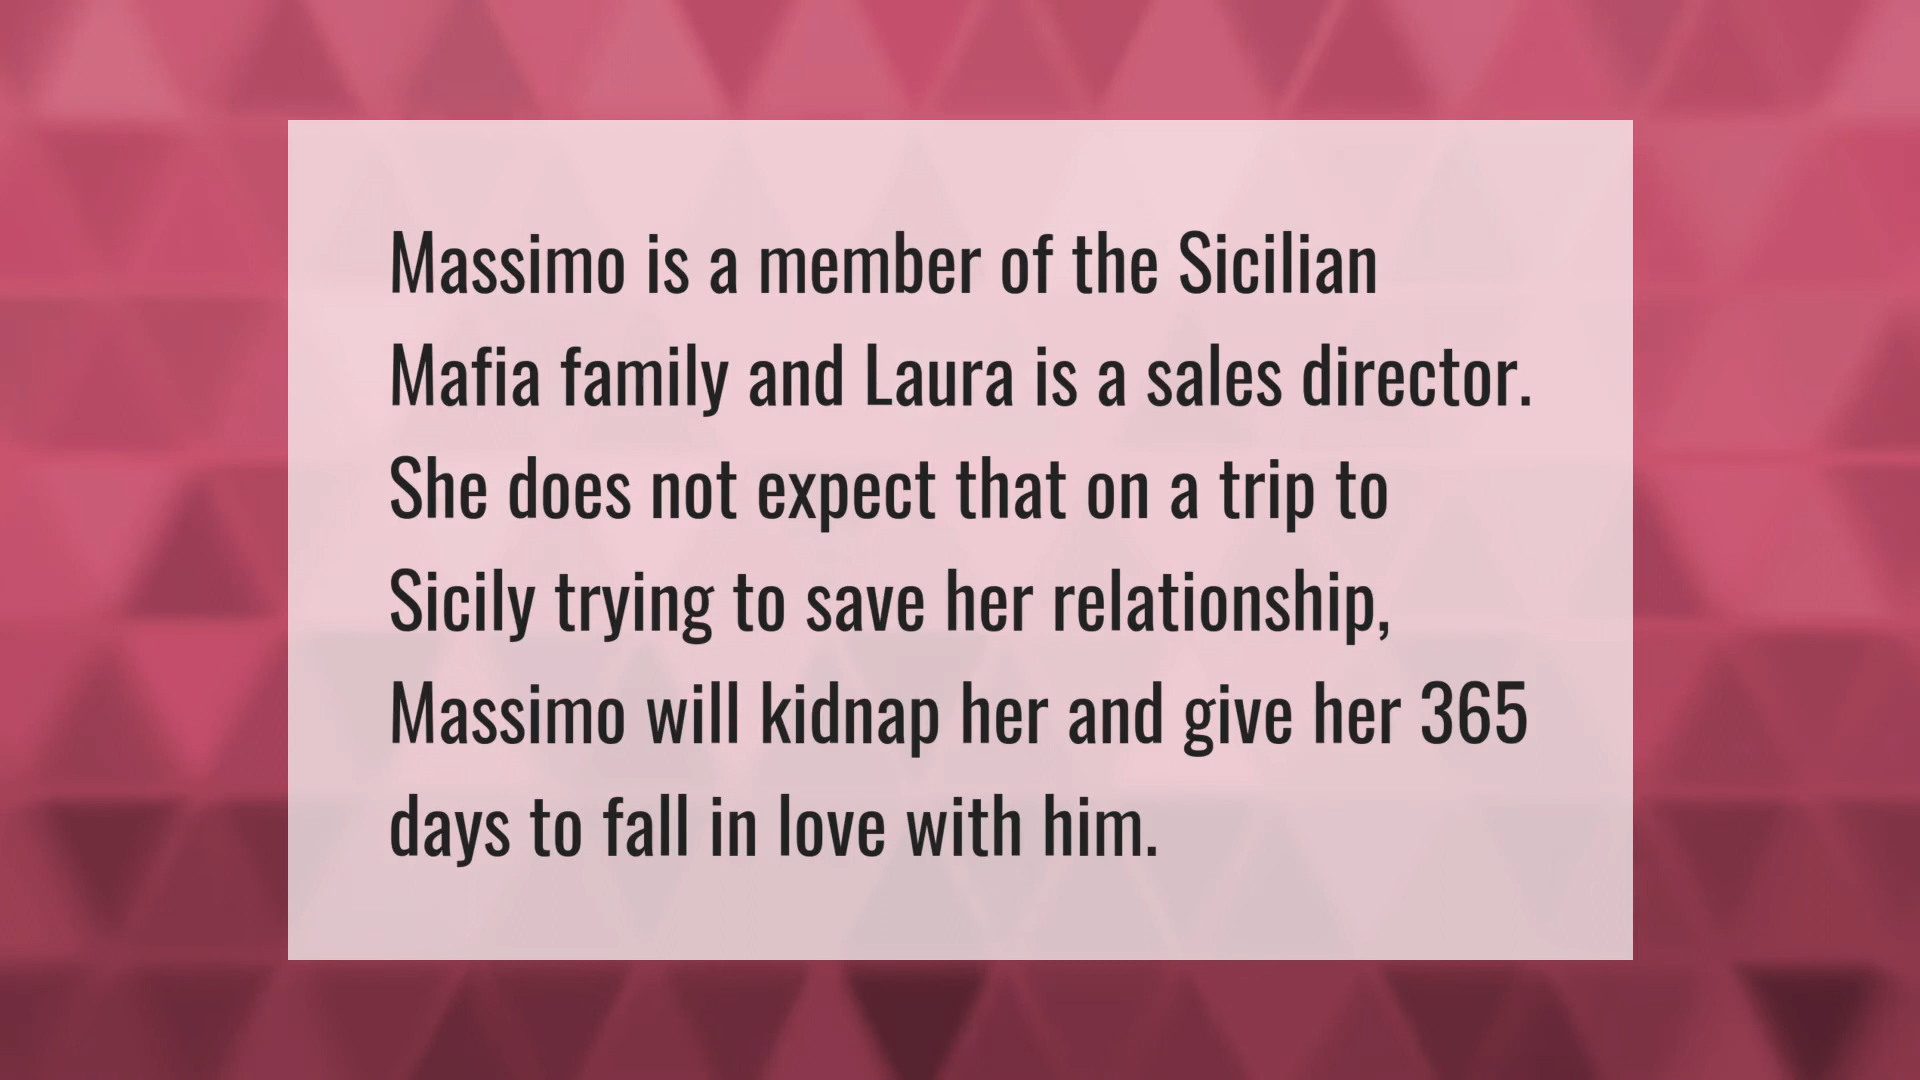 Massimo is a member of the Sicilian
Mafia family and Laura is a sales director.
She does not expect that on a trip to
Sicily trying to save her relationship,
Massimo will kidnap her and give her 365
days to fall in love with him.